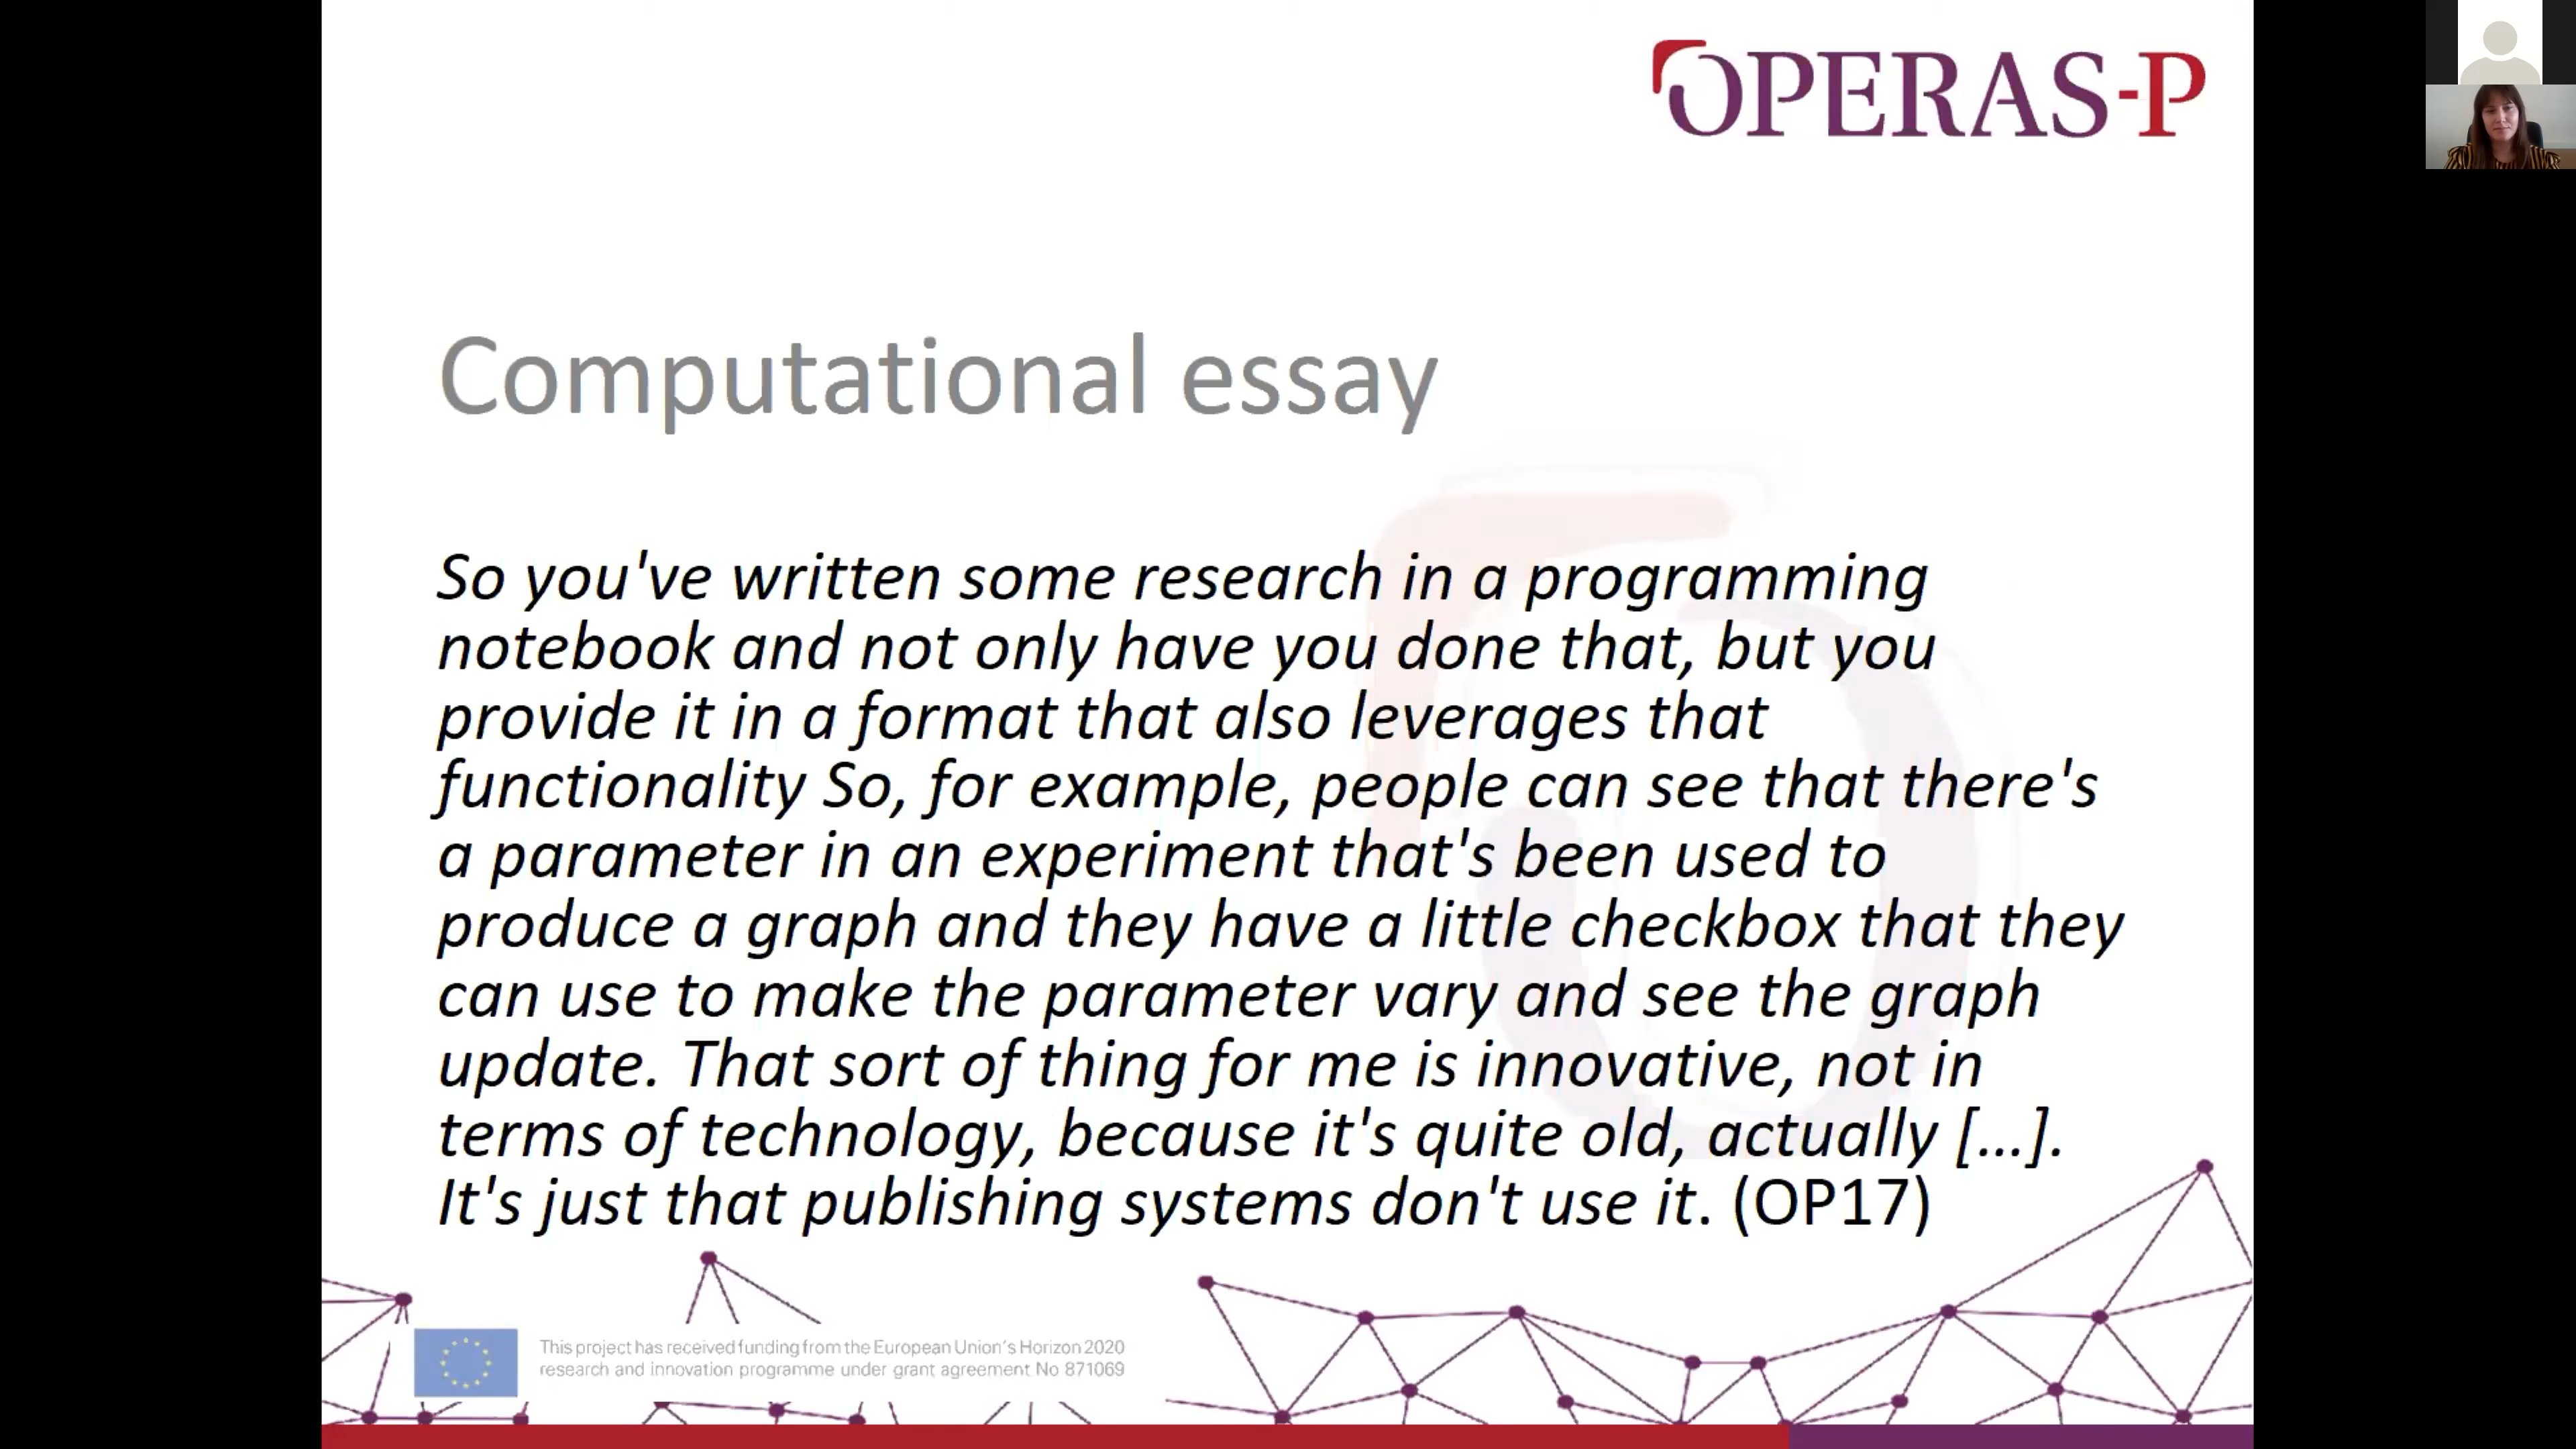 OPERAS-P
Computational essay
So you've written some research in a programming
notebook and not only have you done that, but you
provide it in a format that also leverages that
functionality So, for example, people can see that there's
a parameter in an experiment that's been used to
produce a graph and they have a little checkbox that they
can use to make the parameter vary and see the graph
update. That sort of thing for me is innovative, not in
terms of technology, because it's quite old, actually [...].
It's just that publishing systems don't use it. (OP17)
This project has received funding from the European Union's Horizon 2020
research and innovation programme under grant agreement No 871069